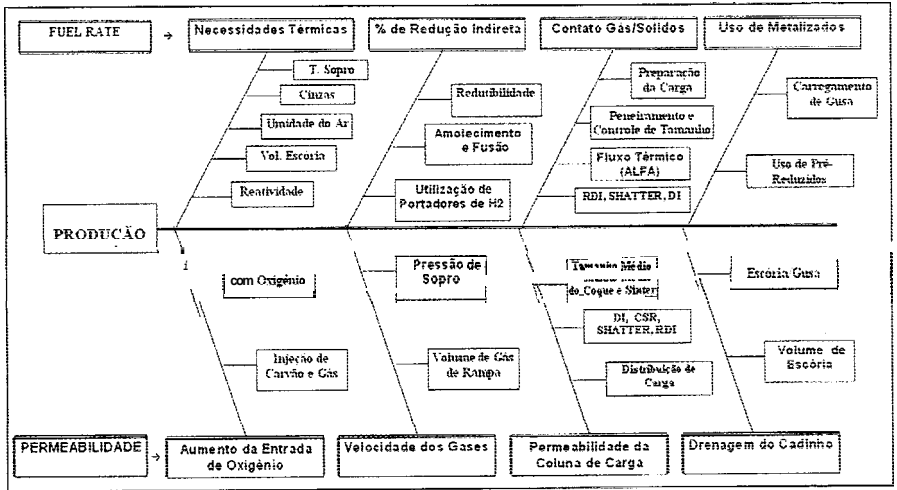 FUEL RATE → Necessidades Térmicas
% de Redução Indireta
Contato Gás/Solidos
Uso de Metalizados
T. Sopro
Cinzas
Umidade do Ar
Vol. Escória
Reatividade
Redutibilidade
Amolecimento
e Fusão
Utilização de
Portadores de H2
Preparação
da Carga
Peneiramento e
Controle de Tamanho
Fluxo Térmico
(ALFA)
RDI, SHATTER, DI
Carregamento
de Gusa
Uso de Pré-
Reduzidos
PRODUÇÃO
com Oxigênio
Injeção de
Carvão e Gás
Pressão de
Sopro
Volume de Gás
de Rampa
Tamanho Médio
do Coque e Sinter
DI, CSR,
SHATTER, RDI
Distribuição de
Carga
Escória Gusa
Volume de
Escória
PERMEABILIDADE → Aumento da Entrada
de Oxigênio
Velocidade dos Gases
Permeabilidade da
Coluna de Carga
Drenagem do Cadinho